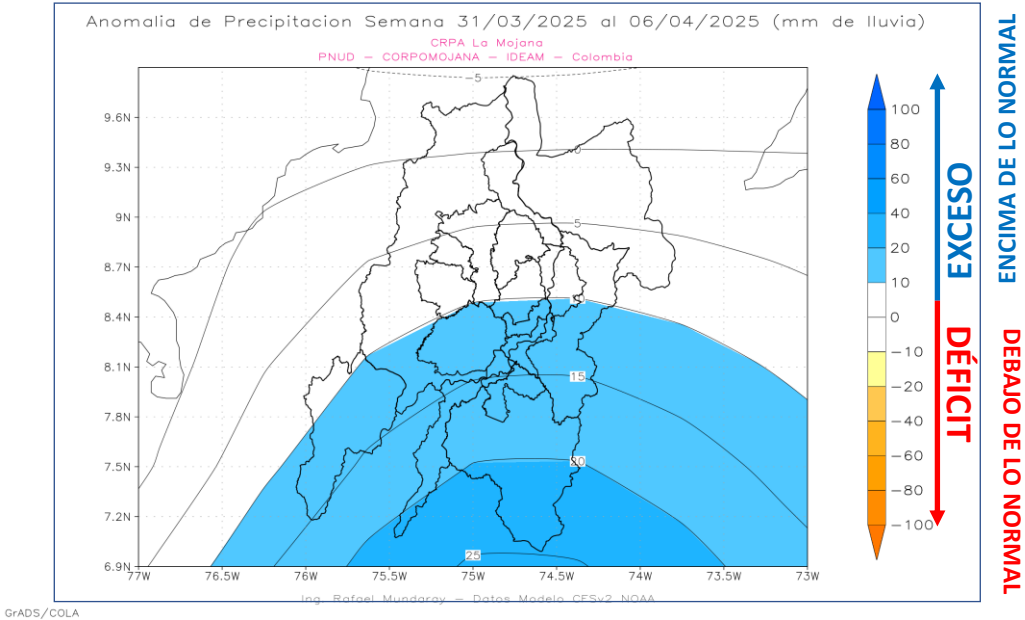 Anomalia de Precipitacion Semana 31/03/2025 al 06/04/2025 (mm de lluvia)
CRPA La Mojana
PNUD – CORPOMOJANA – IDEAM – Colombia
-5
0
5
15
20
25
9.6N
9.3N
9N
8.7N
8.4N
8.1N
7.8N
7.5N
7.2N
6.9N
77W
76.5W
76W
75.5W
75W
74.5W
74W
73.5W
73W
100
80
60
40
20
10
0
-10
-20
-40
-60
-80
-100
EXCESO
DÉFICIT
ENCIMA DE LO NORMAL
DEBAJO DE LO NORMAL
Ing. Rafael Mundaray – Datos Modelo CFSv2 NOAA
GrADS/COLA